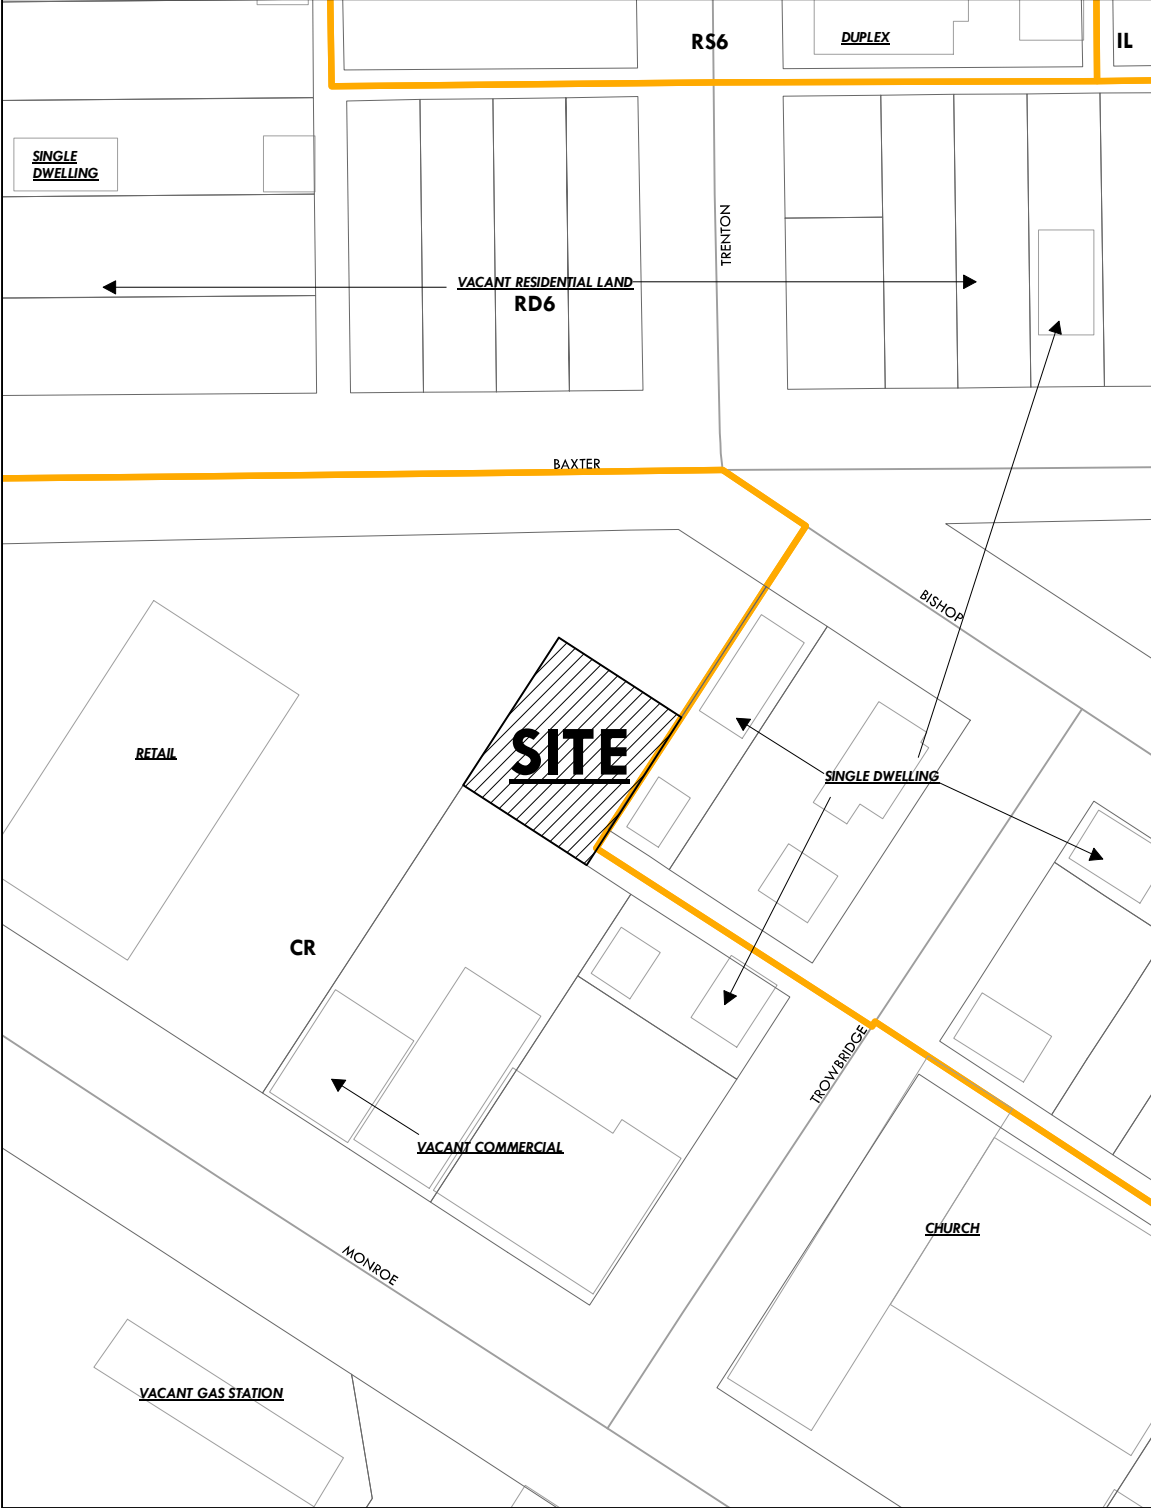 RS6
DUPLEX
IL
SINGLE
DWELLING
TRENTON
VACANT RESIDENTIAL LAND
RD6
BAXTER
BISHOP
SITE
RETAIL
SINGLE DWELLING
CR
TROWBRIDGE
VACANT COMMERCIAL
CHURCH
MONROE
VACANT GAS STATION